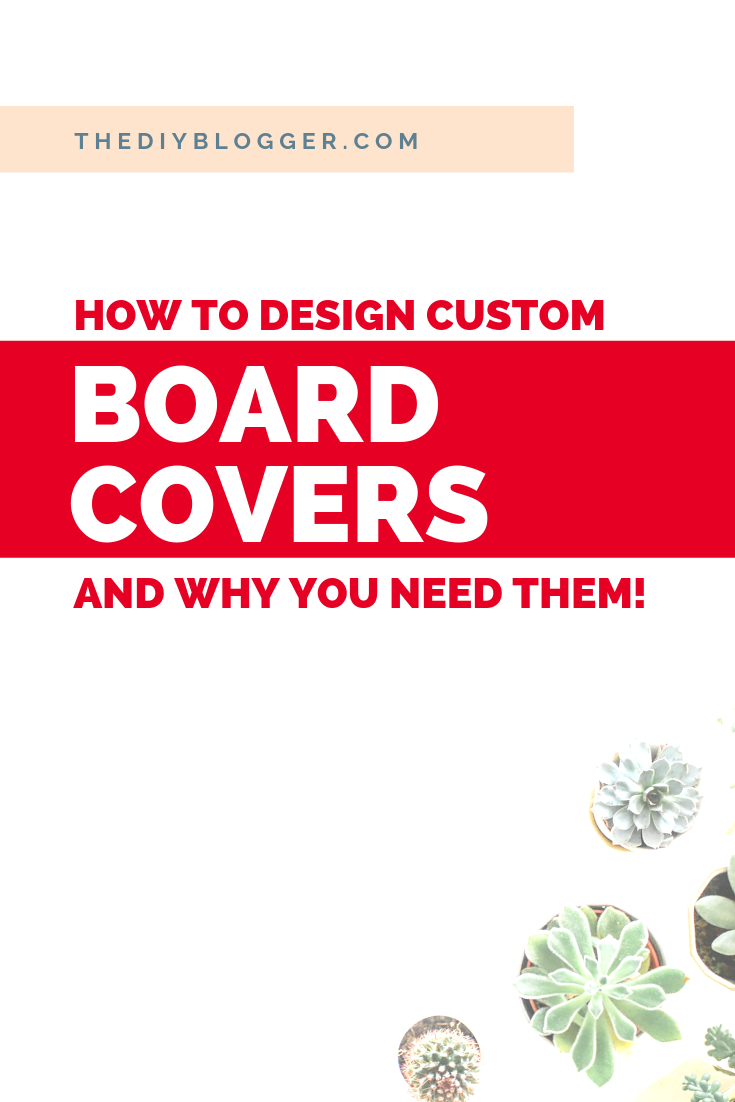 THEDIYBLOGGER.COM
HOW TO DESIGN CUSTOM
BOARD
COVERS
AND WHY YOU NEED THEM!